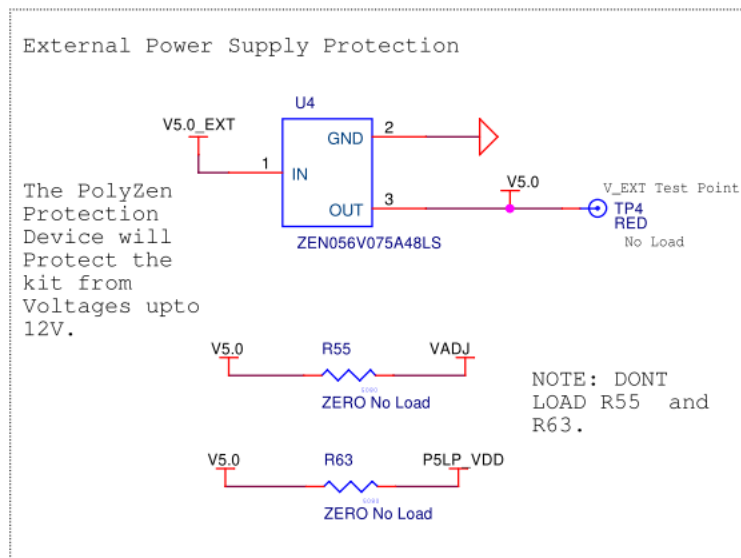 External Power Supply Protection
U4
V5.0_EXT
GND
2
1
IN
V5.0
V_EXT Test Point
OUT
3
TP4
RED
No Load
ZEN056V075A48LS
The PolyZen
Protection
Device will
Protect the
kit from
Voltages upto
12V.
V5.0
R55
VADJ
ZERO No Load
NOTE: DONT
LOAD R55 and
R63.
V5.0
R63
P5LP_VDD
ZERO No Load